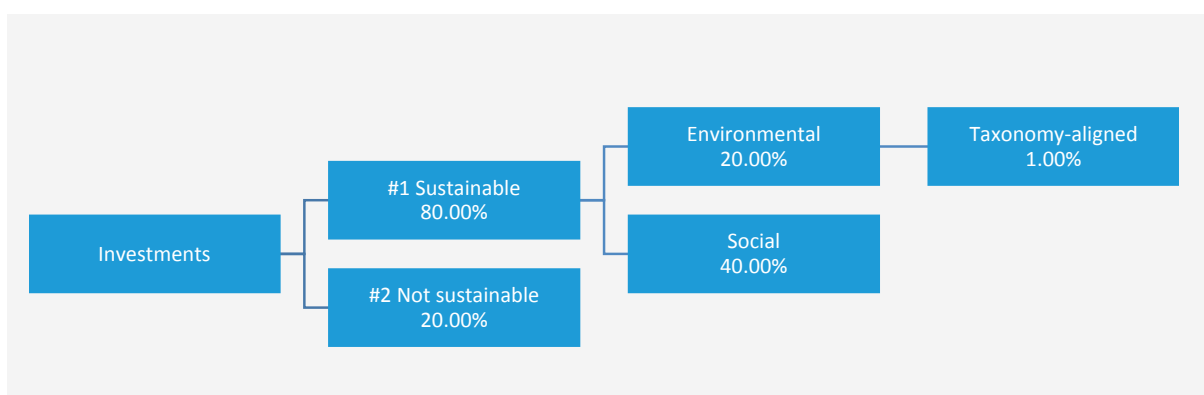 Investments
#1 Sustainable
80.00%
#2 Not sustainable
20.00%
Environmental
20.00%
Social
40.00%
Taxonomy-aligned
1.00%